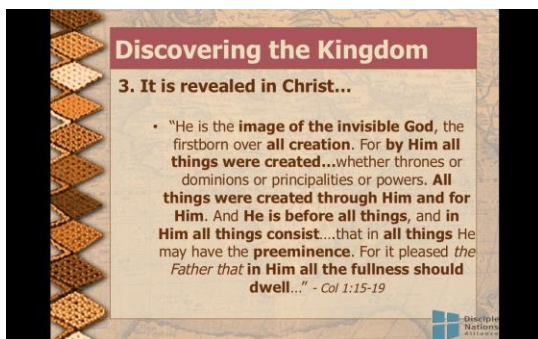 Discovering the Kingdom
3. It is revealed in Christ...
• "He is the image of the invisible God, the
firstborn over all creation. For by Him all
things were created...whether thrones or
dominions or principalities or powers. All
things were created through Him and for
Him. And He is before all things, and in
Him all things consist....that in all things He
may have the preeminence. For it pleased the
Father that in Him all the fullness should
dwell..." - Col 1:15-19
Disciple
Nations
Alliance